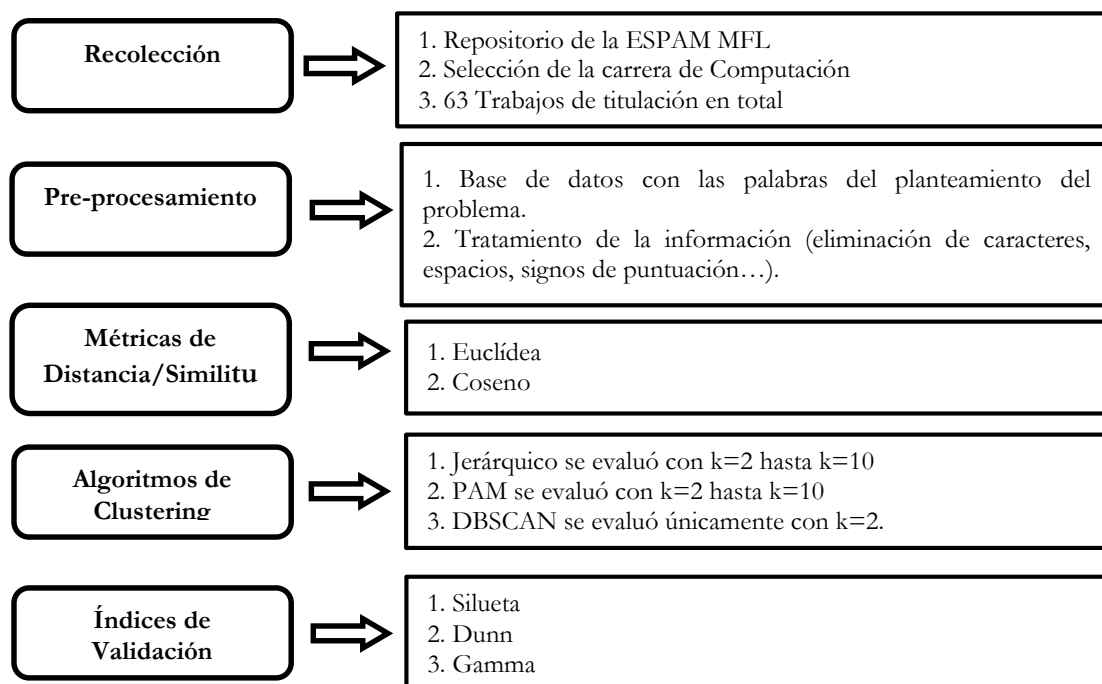 Recolección
1. Repositorio de la ESPAM MFL
2. Selección de la carrera de Computación
3. 63 Trabajos de titulación en total
Pre-procesamiento
1. Base de datos con las palabras del planteamiento del
problema.
2. Tratamiento de la información (eliminación de caracteres,
espacios, signos de puntuación…).
Métricas de
Distancia/Similitu
1. Euclídea
2. Coseno
Algoritmos de
Clustering
1. Jerárquico se evaluó con k=2 hasta k=10
2. PAM se evaluó con k=2 hasta k=10
3. DBSCAN se evaluó únicamente con k=2.
Índices de
Validación
1. Silueta
2. Dunn
3. Gamma